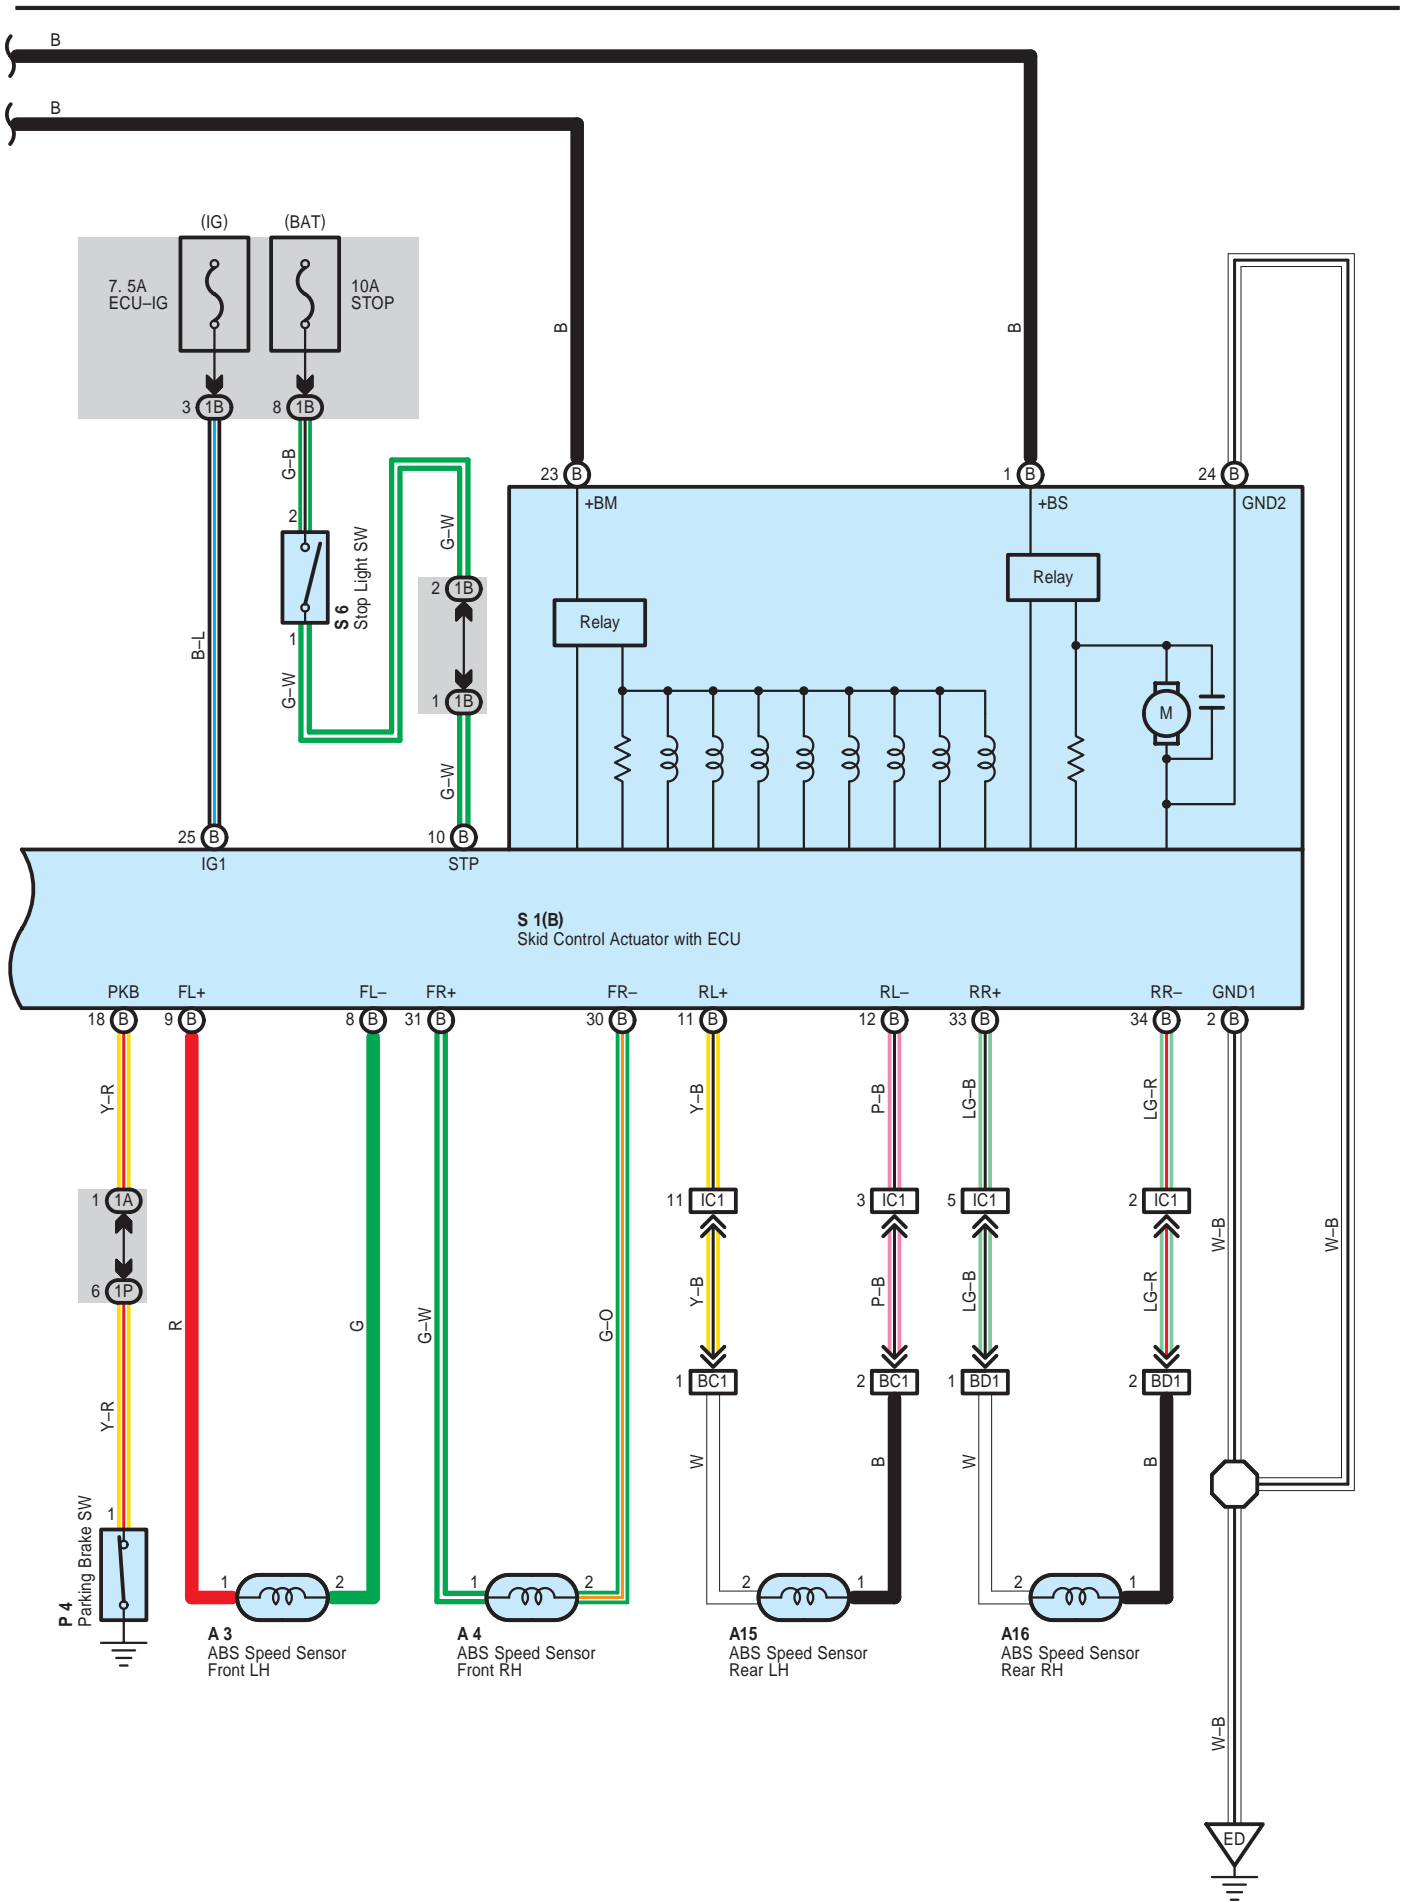 B
B
(IG)
(BAT)
7. 5A
ECU–IG
10A
STOP
3 1B
8 1B
B
B
G–B
2
S 6
Stop Light SW
1
G–W
B–L
G–W
2 1B
1 1B
G–W
23 B
+BM
1 B
+BS
24 B
GND2
Relay
Relay
M
25 B
IG1
10 B
STP
S 1(B)
Skid Control Actuator with ECU
PKB
FL+
FL–
FR+
FR–
RL+
RL–
RR+
RR–
GND1
18 B
9 B
8 B
31 B
30 B
11 B
12 B
33 B
34 B
2 B
Y–R
Y–B
P–B
LG–B
LG–R
1 1A
6 1P
11 IC1
3 IC1
5 IC1
2 IC1
W–B
W–B
R
G
G–W
G–O
Y–B
P–B
LG–B
LG–R
1 BC1
2 BC1
1 BD1
2 BD1
Y–R
W
B
W
B
1
P 4
Parking Brake SW
1
2
1
2
2
1
2
1
A 3
ABS Speed Sensor
Front LH
A 4
ABS Speed Sensor
Front RH
A15
ABS Speed Sensor
Rear LH
A16
ABS Speed Sensor
Rear RH
W–B
ED